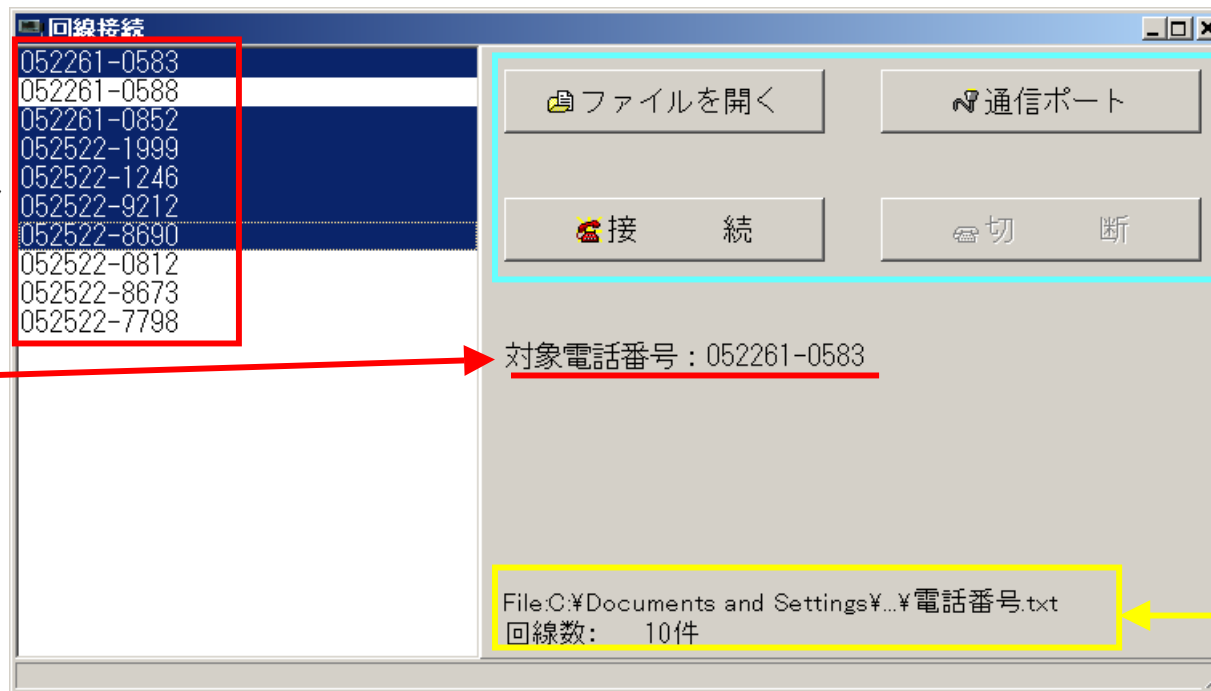 回線接続
052261-0583
052261-0588
052261-0852
052522-1999
052522-1246
052522-9212
052522-8690
052522-0812
052522-8673
052522-7798
ファイルを開く
通信ポート
接 続
切 断
対象電話番号：052261-0583
File:C:¥Documents and Settings¥...¥電話番号.txt
回線数: 10件